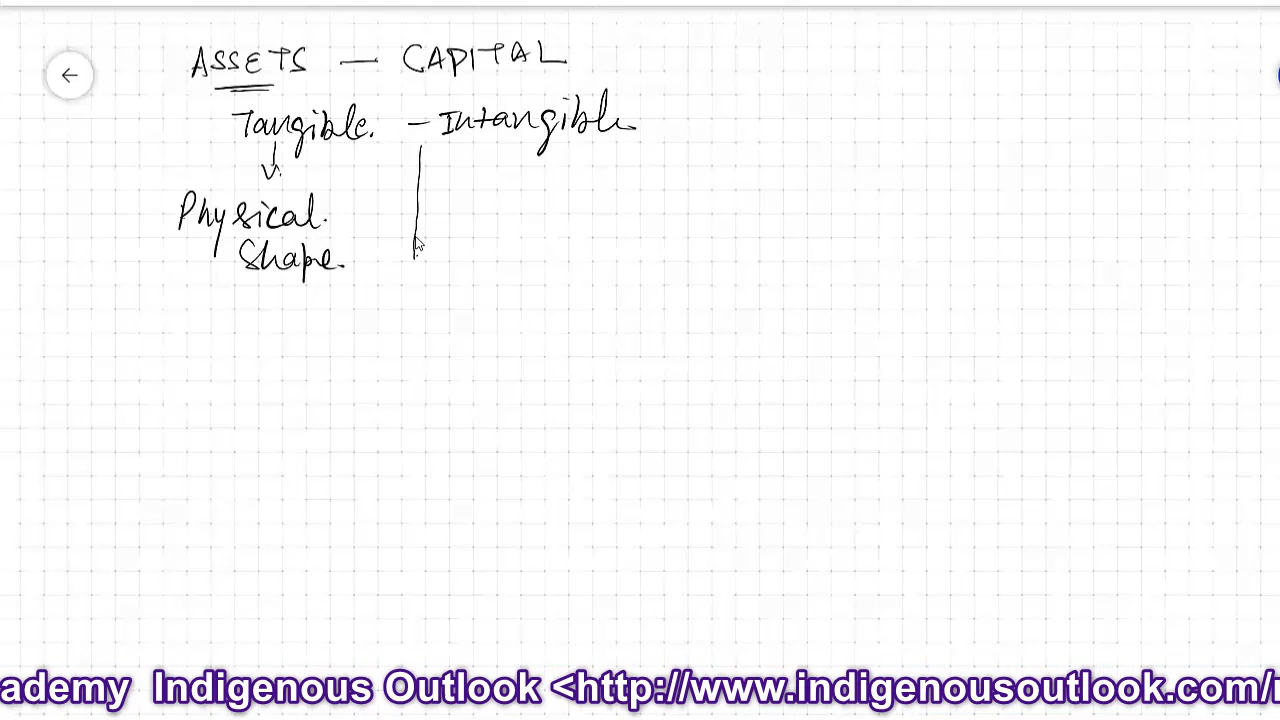 ASSETS — CAPITAL
Tangible. - Intangible
Physical.
Shape.
ademy Indigenous Outlook <http://www.indigenousoutlook.com/